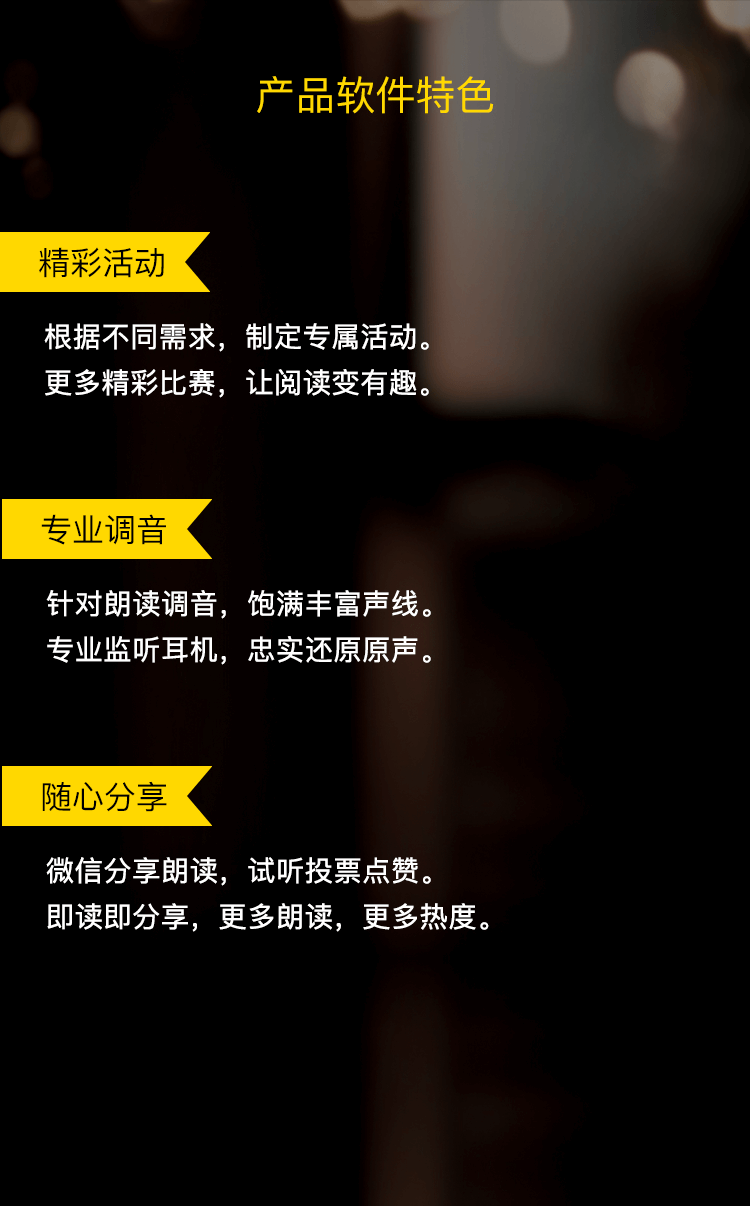 产品软件特色
精彩活动
根据不同需求，制定专属活动。
更多精彩比赛，让阅读变有趣。
专业调音
针对朗读调音，饱满丰富声线。
专业监听耳机，忠实还原原声。
随心分享
微信分享朗读，试听投票点赞。
即读即分享，更多朗读，更多热度。